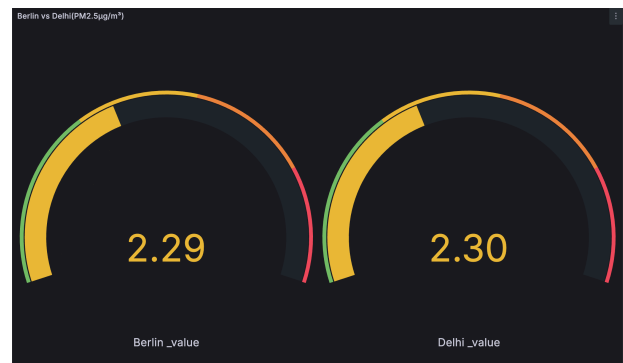 Berlin vs Delhi(PM2.5µg/m³)
2.29
2.30
Berlin _value
Delhi _value